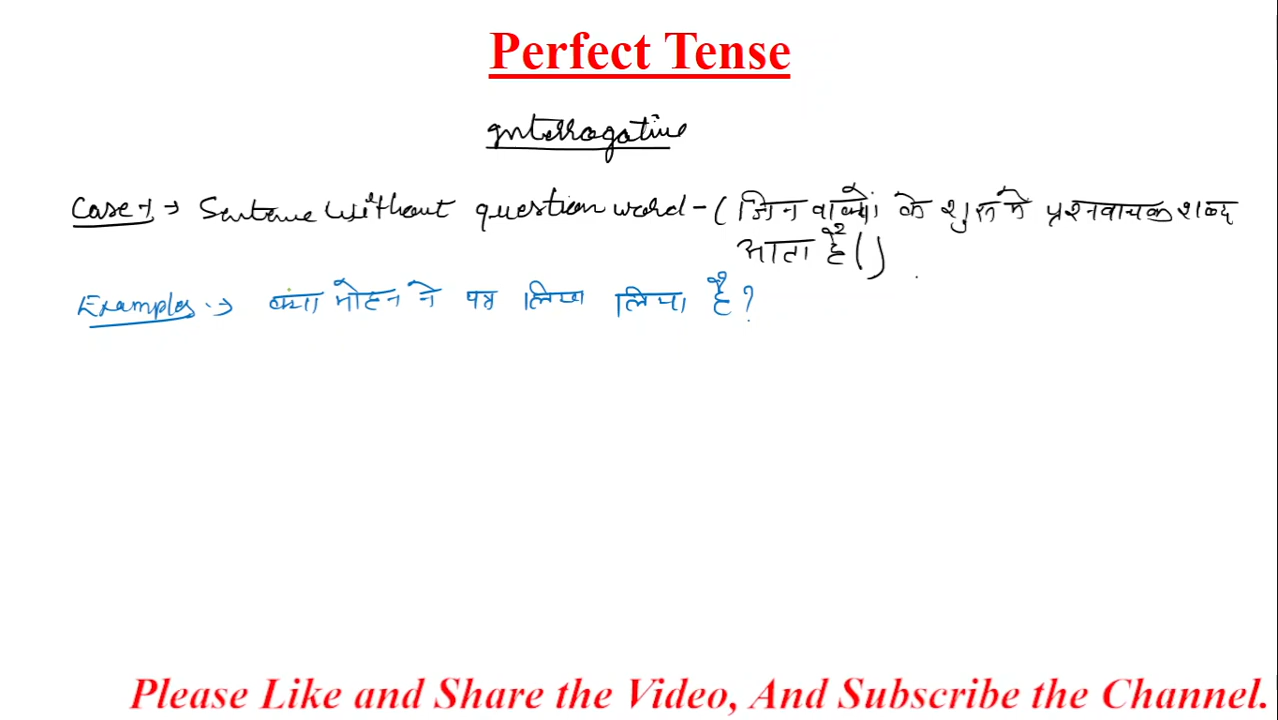 Perfect Tense
Interrogative
Case 1 → Sentence Without question word - ( जिन वाक्यों के शुरु में प्रश्नवाचक शब्द
आता है ( ) )
Examples → क्या मोहन ने पत्र लिख लिया है ?
Please Like and Share the Video, And Subscribe the Channel.